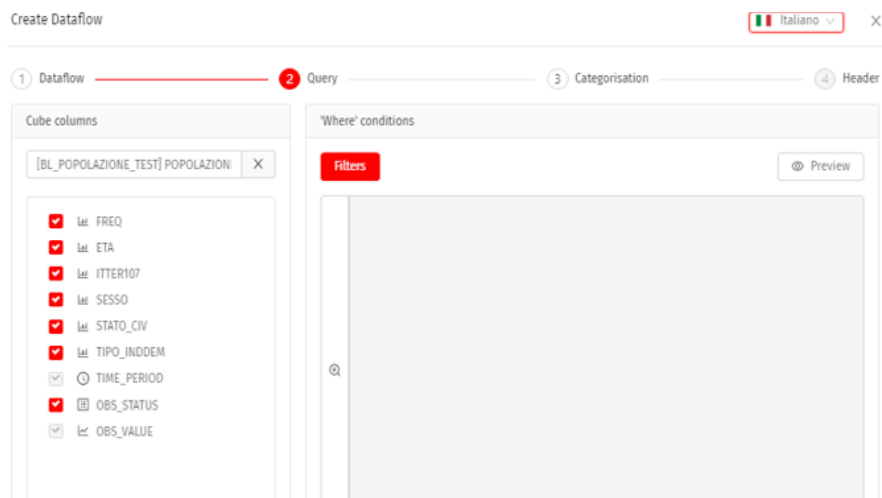 Create Dataflow
Italiano
1 Dataflow
2 Query
3 Categorisation
4 Header
Cube columns
'Where' conditions
[BL_POPOLAZIONE_TEST] POPOLAZION
Filters
Preview
FREQ
ETA
ITTER107
SESSO
STATO_CIV
TIPO_INDDEM
TIME_PERIOD
OBS_STATUS
OBS_VALUE